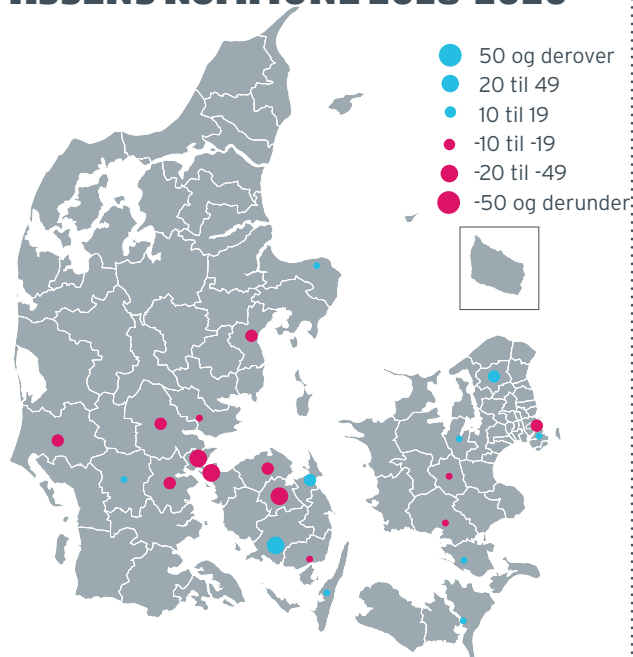 50 og derover
20 til 49
10 til 19
-10 til -19
-20 til -49
-50 og derunder